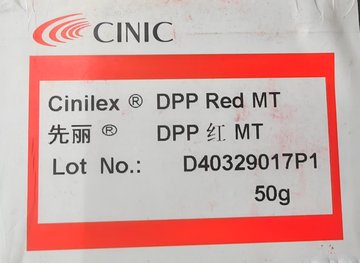 CINIC
Cinilex ® DPP Red MT
先丽 ® DPP 红 MT
Lot No.: D40329017P1
50g